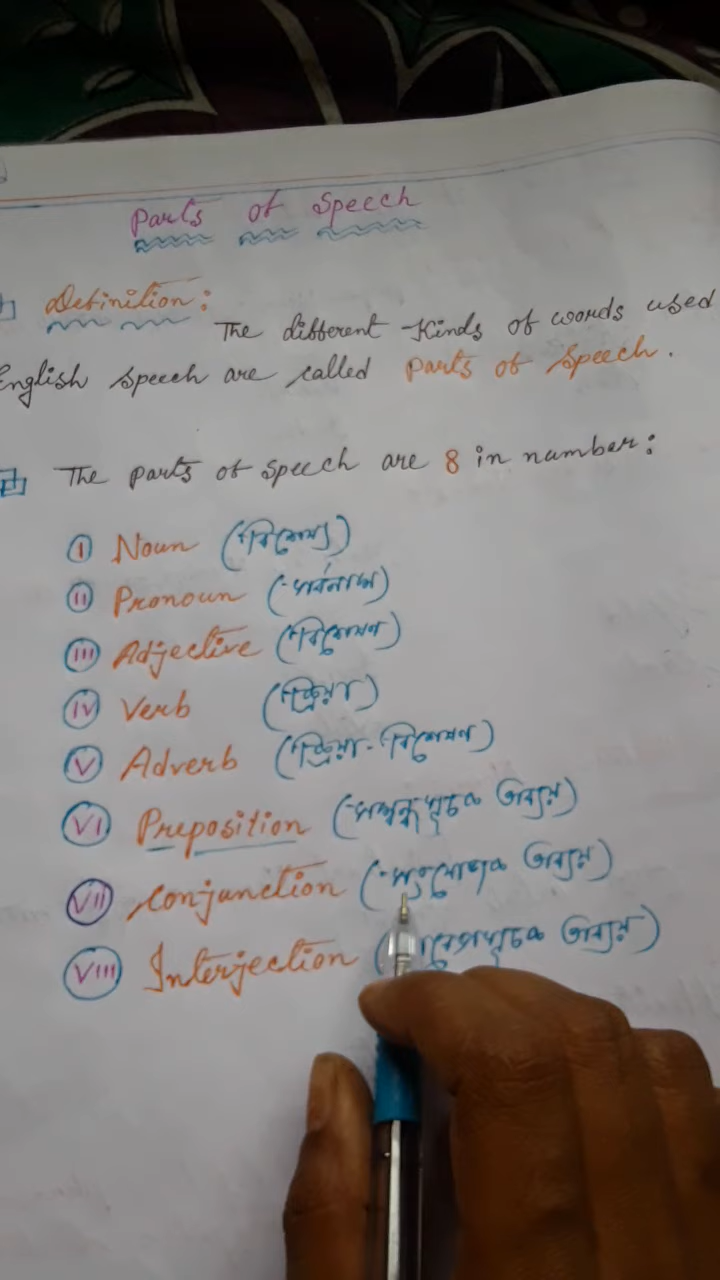 Parts of Speech
Definition:
The different kinds of words used
English speech are called Parts of Speech.
The parts of speech are 8 in number:
I Noun (বিশেষ্য)
II Pronoun (সর্বনাম)
III Adjective (বিশেষণ)
IV Verb (ক্রিয়া)
V Adverb (ক্রিয়া-বিশেষণ)
VI Preposition (সম্বন্ধসূচক অব্যয়)
VII Conjunction (সংযোজক অব্যয়)
VIII Interjection ( অব্যয়)